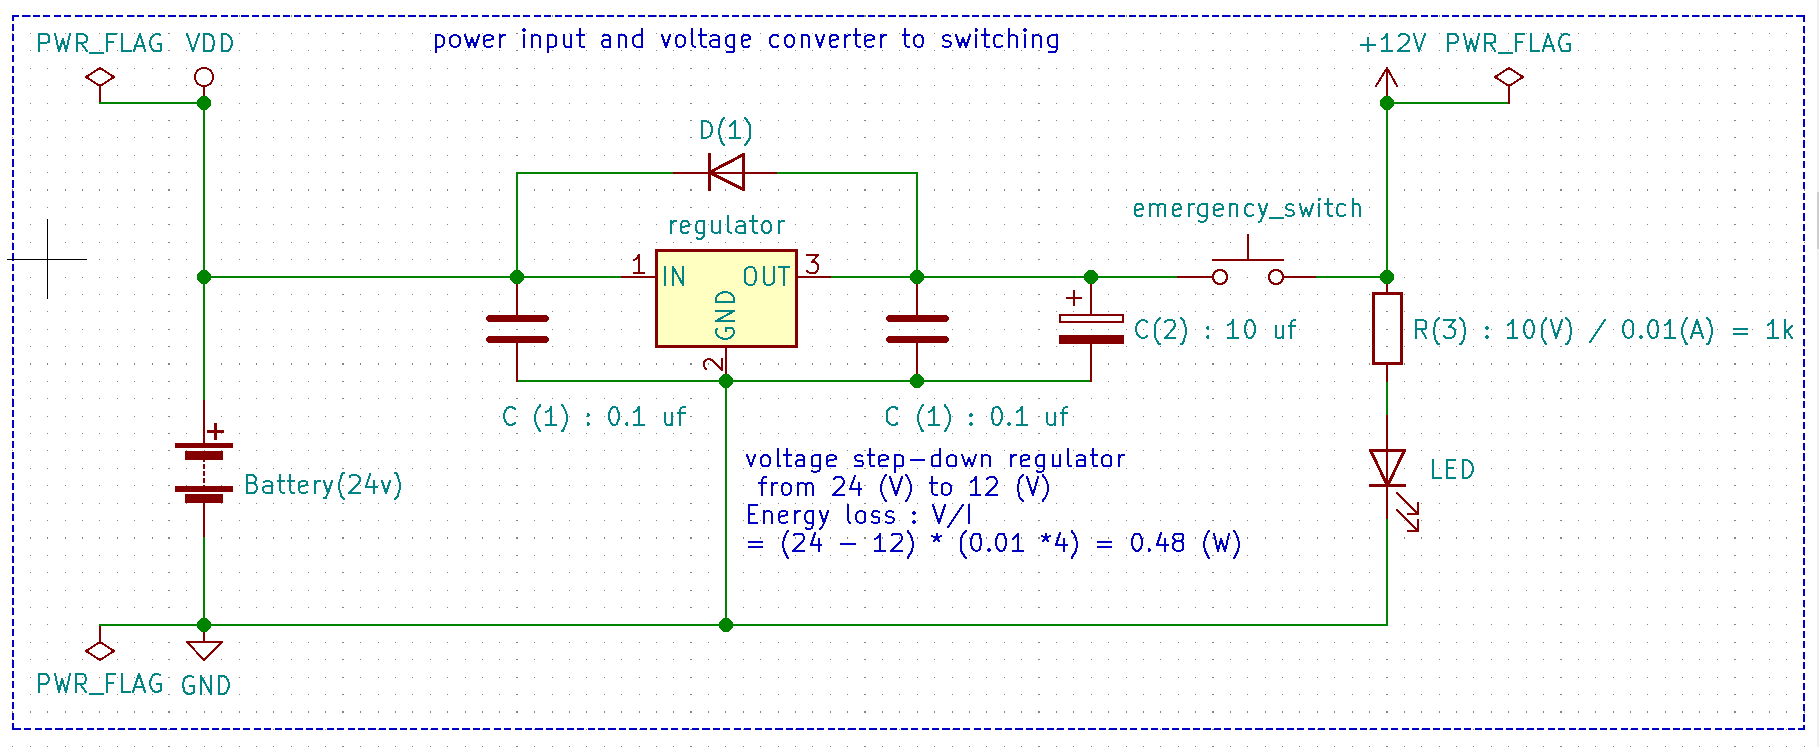 PWR_FLAG VDD
power input and voltage converter to switching
+12V PWR_FLAG
D(1)
emergency_switch
regulator
1 IN OUT 3
GND
2
+
C(2) : 10 uf
R(3) : 10(V) / 0.01(A) = 1k
C (1) : 0.1 uf
C (1) : 0.1 uf
+
Battery(24v)
voltage step-down regulator
from 24 (V) to 12 (V)
Energy loss : V/I
= (24 - 12) * (0.01 *4) = 0.48 (W)
LED
PWR_FLAG GND